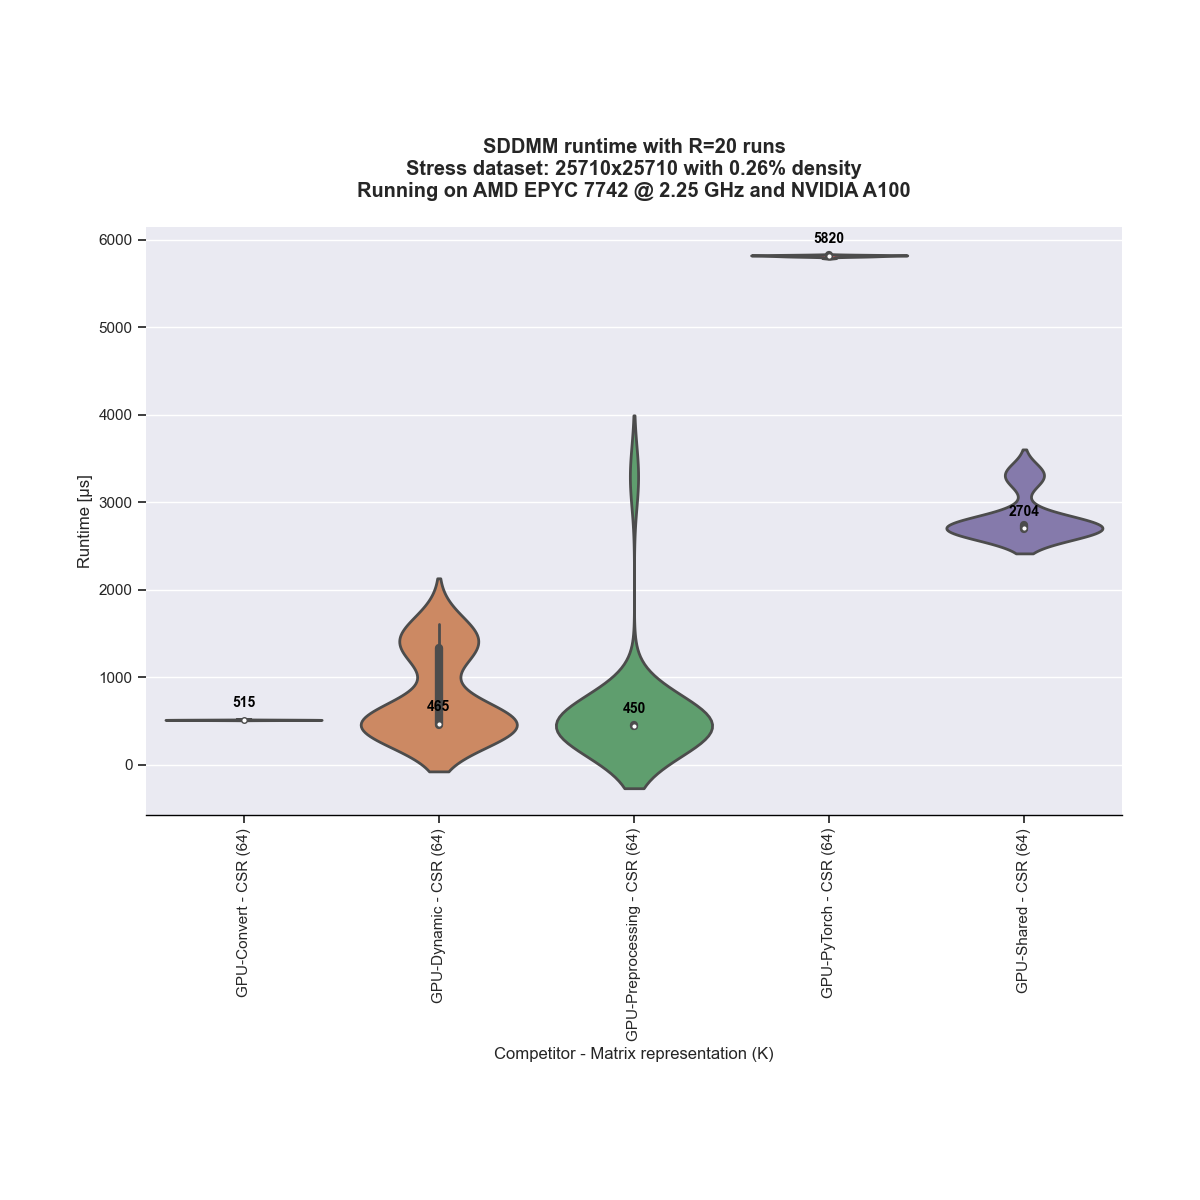 SDDMM runtime with R=20 runs
Stress dataset: 25710x25710 with 0.26% density
Running on AMD EPYC 7742 @ 2.25 GHz and NVIDIA A100
6000
5000
4000
3000
2000
1000
0
Runtime [µs]
515
465
450
5820
2704
GPU-Convert - CSR (64)
GPU-Dynamic - CSR (64)
GPU-Preprocessing - CSR (64)
GPU-PyTorch - CSR (64)
GPU-Shared - CSR (64)
Competitor - Matrix representation (K)